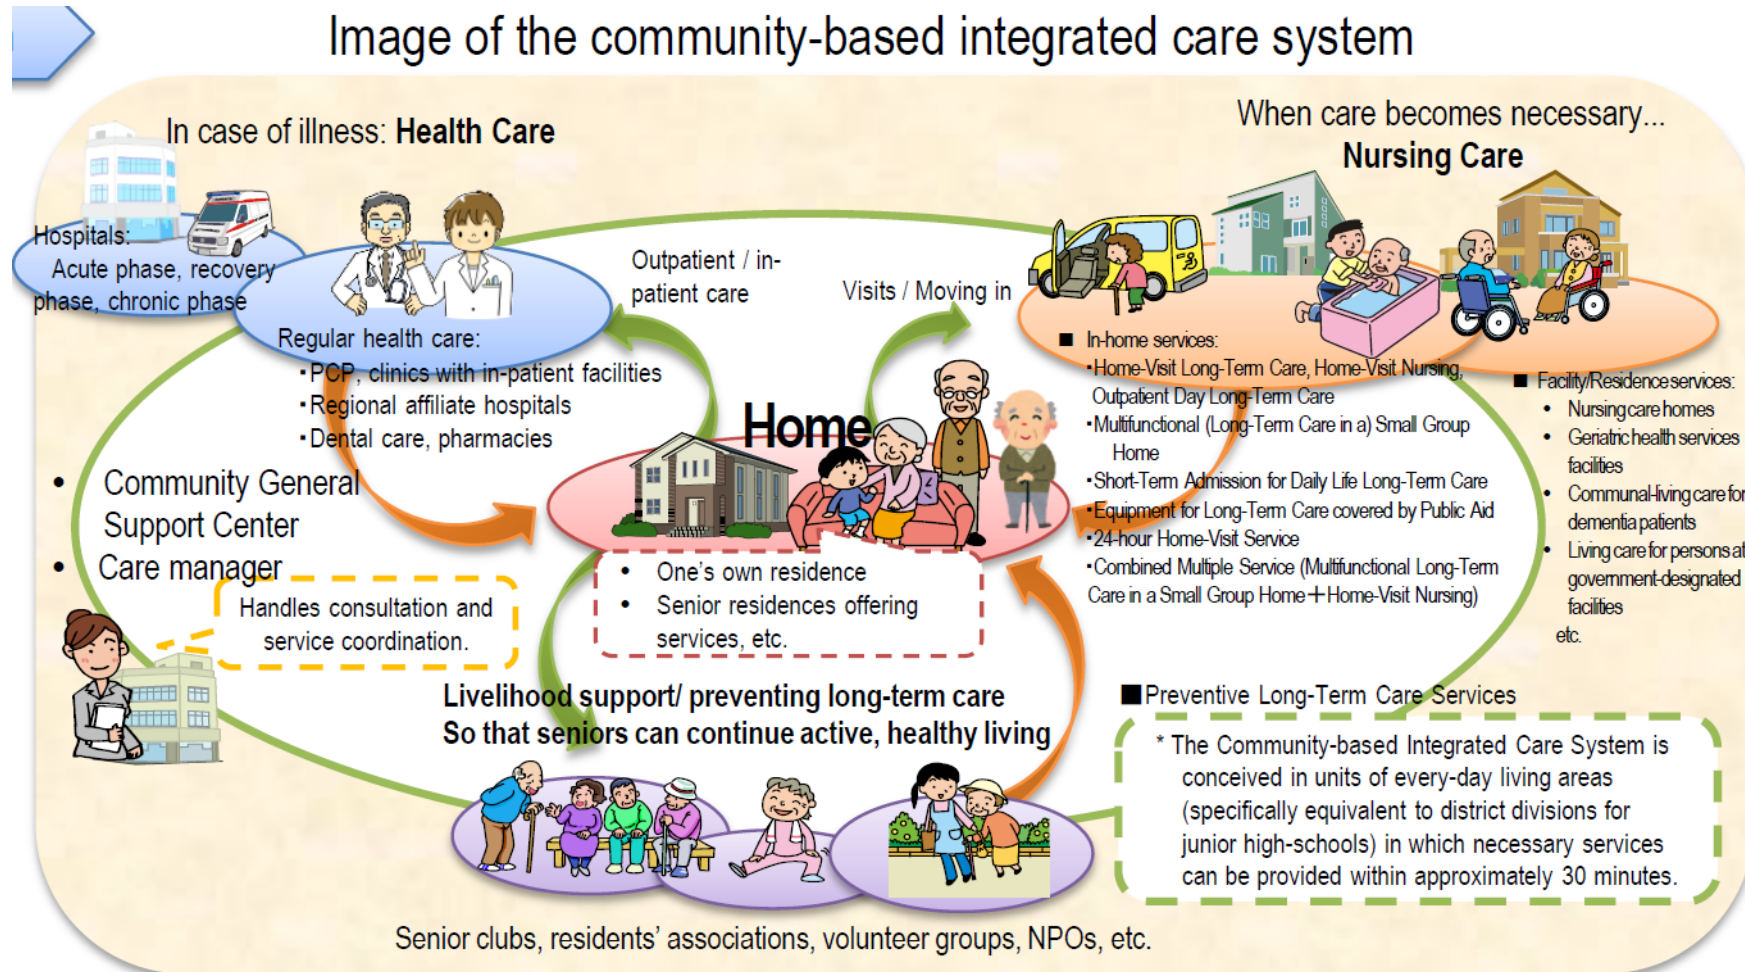 Image of the community-based integrated care system
In case of illness: Health Care
When care becomes necessary...
Nursing Care
Hospitals:
Acute phase, recovery
phase, chronic phase
Outpatient / in-
patient care
Visits / Moving in
Regular health care:
・PCP, clinics with in-patient facilities
・Regional affiliate hospitals
・Dental care, pharmacies
Home
■ In-home services:
・Home-Visit Long-Term Care, Home-Visit Nursing,
Outpatient Day Long-Term Care
・Multifunctional (Long-Term Care in a) Small Group
Home
・Short-Term Admission for Daily Life Long-Term Care
・Equipment for Long-Term Care covered by Public Aid
・24-hour Home-Visit Service
・Combined Multiple Service (Multifunctional Long-Term
Care in a Small Group Home＋Home-Visit Nursing)
■ Facility/Residence services:
• Nursing care homes
• Geriatric health services
facilities
• Communal-living care for
dementia patients
• Living care for persons at
government-designated
facilities
etc.
• Community General
Support Center
• Care manager
Handles consultation and
service coordination.
• One's own residence
• Senior residences offering
services, etc.
Livelihood support/ preventing long-term care
So that seniors can continue active, healthy living
■Preventive Long-Term Care Services
* The Community-based Integrated Care System is
conceived in units of every-day living areas
(specifically equivalent to district divisions for
junior high-schools) in which necessary services
can be provided within approximately 30 minutes.
Senior clubs, residents' associations, volunteer groups, NPOs, etc.